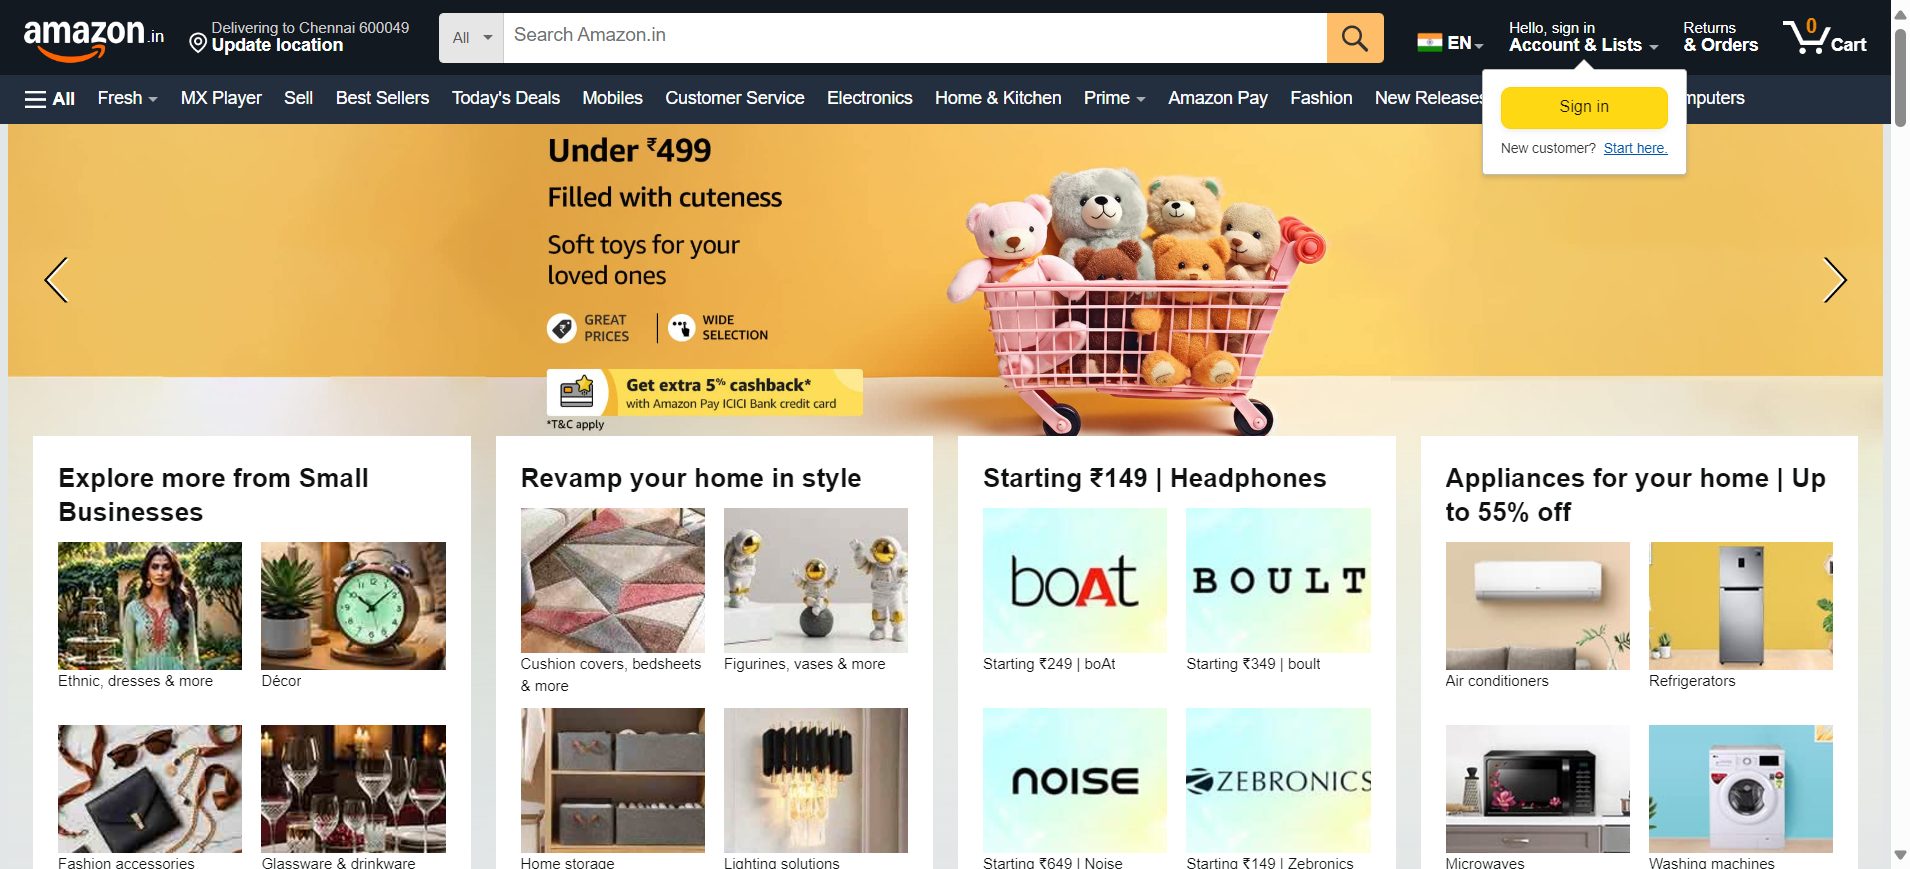 amazon.in
Delivering to Chennai 600049
Update location
All
Search Amazon.in
EN
Hello, sign in
Account & Lists
Returns
& Orders
0
Cart
All
Fresh
MX Player
Sell
Best Sellers
Today's Deals
Mobiles
Customer Service
Electronics
Home & Kitchen
Prime
Amazon Pay
Fashion
New Releases
mputers
Sign in
New customer? Start here.
Under ₹499
Filled with cuteness
Soft toys for your
loved ones
GREAT
PRICES
WIDE
SELECTION
Get extra 5% cashback*
with Amazon Pay ICICI Bank credit card
*T&C apply
Explore more from Small
Businesses
Ethnic, dresses & more
Décor
Fashion accessories
Glassware & drinkware
Revamp your home in style
Cushion covers, bedsheets
& more
Figurines, vases & more
Home storage
Lighting solutions
Starting ₹149 | Headphones
boAt
BOULT
Starting ₹249 | boAt
Starting ₹349 | boult
NOISE
ZEBRONICS
Starting ₹649 | Noise
Starting ₹149 | Zebronics
Appliances for your home | Up
to 55% off
Air conditioners
Refrigerators
Microwaves
Washing machines